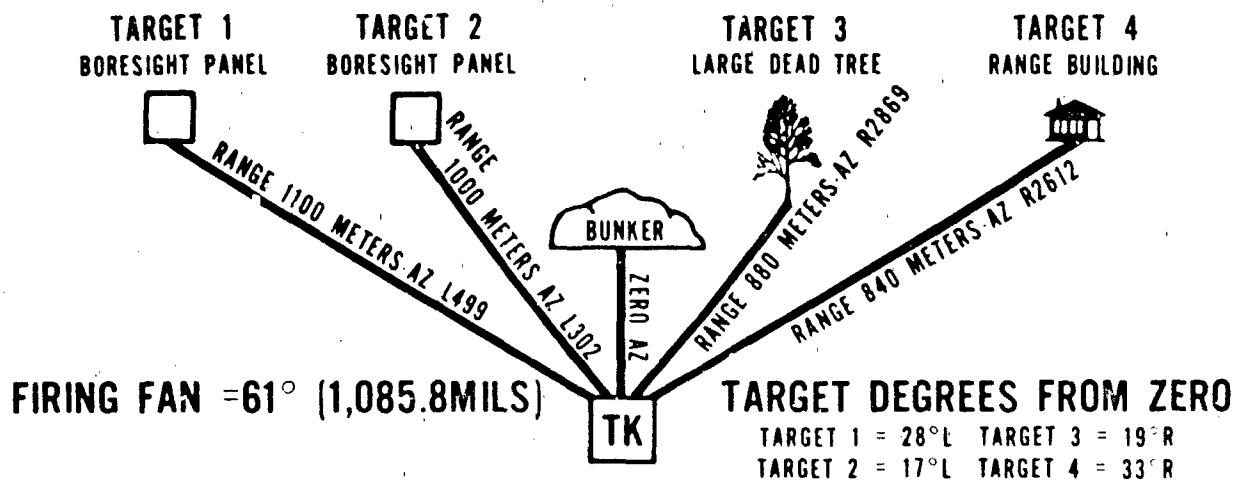 TARGET 1
BORESIGHT PANEL
TARGET 2
BORESIGHT PANEL
TARGET 3
LARGE DEAD TREE
TARGET 4
RANGE BUILDING
RANGE 1100 METERS-AZ L499
RANGE
1000 METERS AZ L302
BUNKER
ZERO AZ
RANGE 880 METERS-AZ R2869
RANGE 840 METERS-AZ R2612
FIRING FAN =61° (1,085.8MILS)
TK
TARGET DEGREES FROM ZERO
TARGET 1 = 28°L TARGET 3 = 19°R
TARGET 2 = 17°L TARGET 4 = 33°R